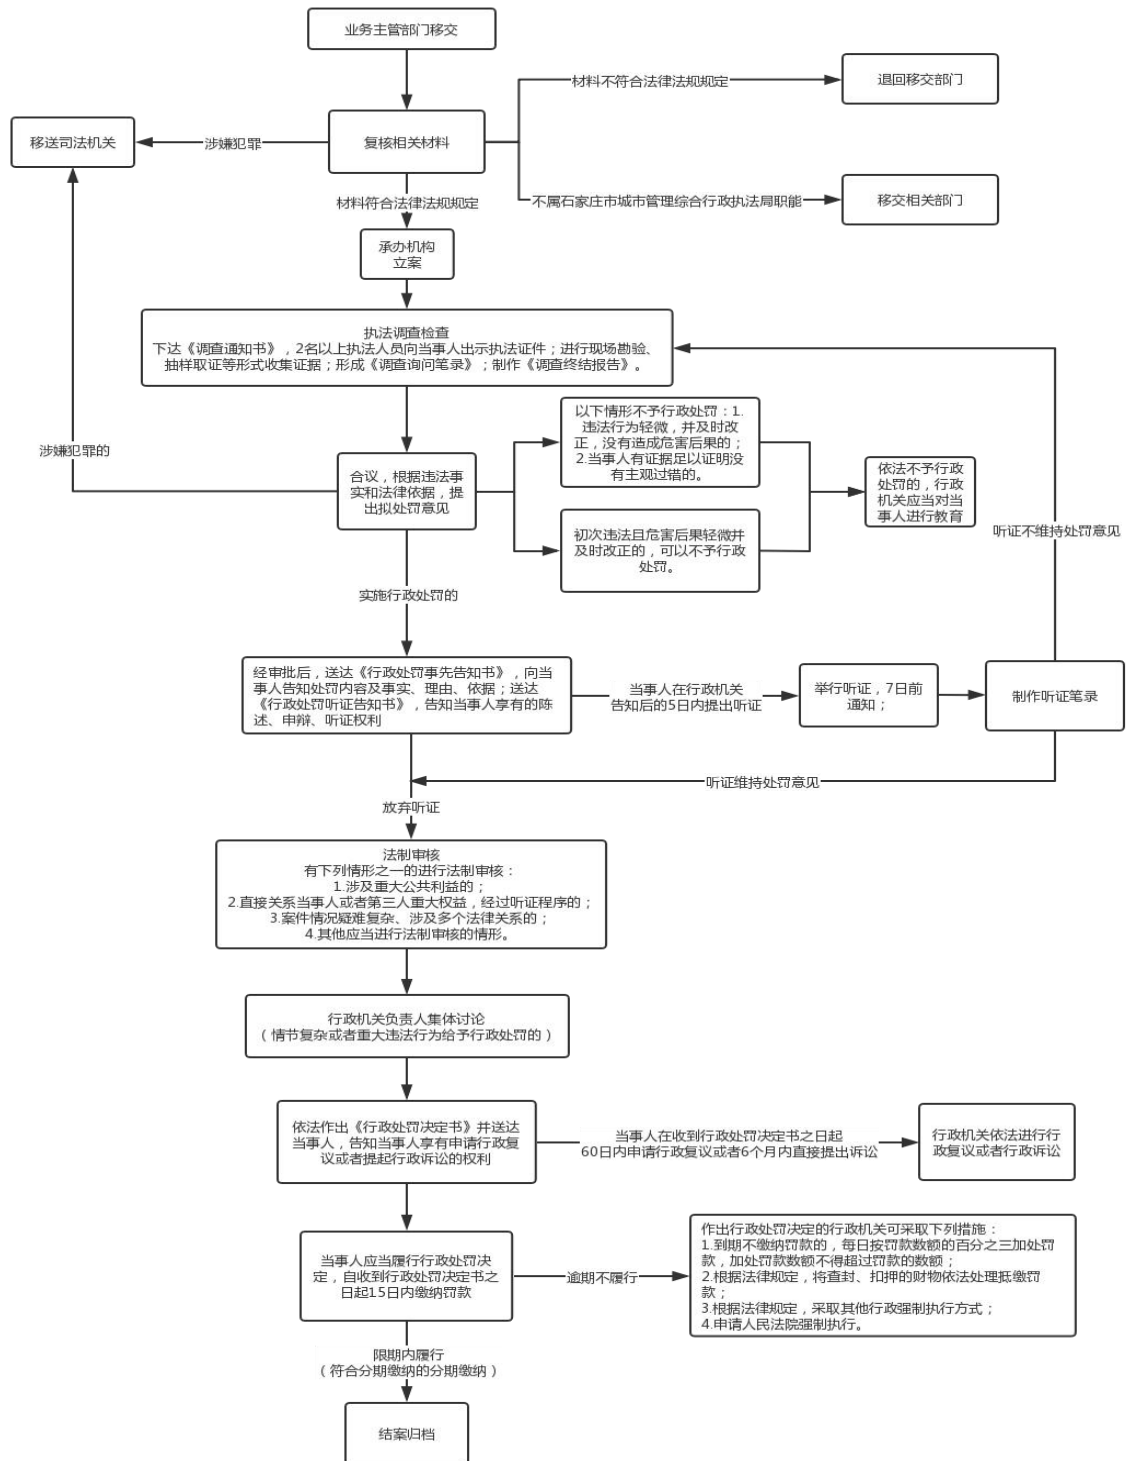 业务主管部门移交
材料不符合法律法规规定
退回移交部门
移送司法机关
涉嫌犯罪
复核相关材料
不属石家庄市城市管理综合行政执法局职能
移交相关部门
材料符合法律法规规定
承办机构
立案
执法调查检查
下达《调查通知书》，2名以上执法人员向当事人出示执法证件；进行现场勘验、
抽样取证等形式收集证据；形成《调查询问笔录》；制作《调查终结报告》。
涉嫌犯罪的
合议，根据违法事
实和法律依据，提
出拟处罚意见
以下情形不予行政处罚：1.
违法行为轻微，并及时改
正，没有造成危害后果的；
2.当事人有证据足以证明没
有主观过错的。
初次违法且危害后果轻微并
及时改正的，可以不予行政
处罚。
依法不予行政
处罚的，行政
机关应当对当
事人进行教育
听证不维持处罚意见
实施行政处罚的
经审批后，送达《行政处罚事先告知书》，向当
事人告知处罚内容及事实、理由、依据；送达
《行政处罚听证告知书》，告知当事人享有的陈
述、申辩、听证权利
当事人在行政机关
告知后的5日内提出听证
举行听证，7日前
通知；
制作听证笔录
听证维持处罚意见
放弃听证
法制审核
有下列情形之一的进行法制审核：
1.涉及重大公共利益的；
2.直接关系当事人或者第三人重大权益，经过听证程序的；
3.案件情况疑难复杂、涉及多个法律关系的；
4.其他应当进行法制审核的情形。
行政机关负责人集体讨论
（情节复杂或者重大违法行为给予行政处罚的）
依法作出《行政处罚决定书》并送达
当事人，告知当事人享有申请行政复
议或者提起行政诉讼的权利
当事人在收到行政处罚决定书之日起
60日内申请行政复议或者6个月内直接提出诉讼
行政机关依法进行行
政复议或者行政诉讼
当事人应当履行行政处罚决
定，自收到行政处罚决定书之
日起15日内缴纳罚款
逾期不履行
作出行政处罚决定的行政机关可采取下列措施：
1.到期不缴纳罚款的，每日按罚款数额的百分之三加处罚
款，加处罚款数额不得超过罚款的数额；
2.根据法律规定，将查封、扣押的财物依法处理抵缴罚
款；
3.根据法律规定，采取其他行政强制执行方式；
4.申请人民法院强制执行。
限期内履行
（符合分期缴纳的分期缴纳）
结案归档